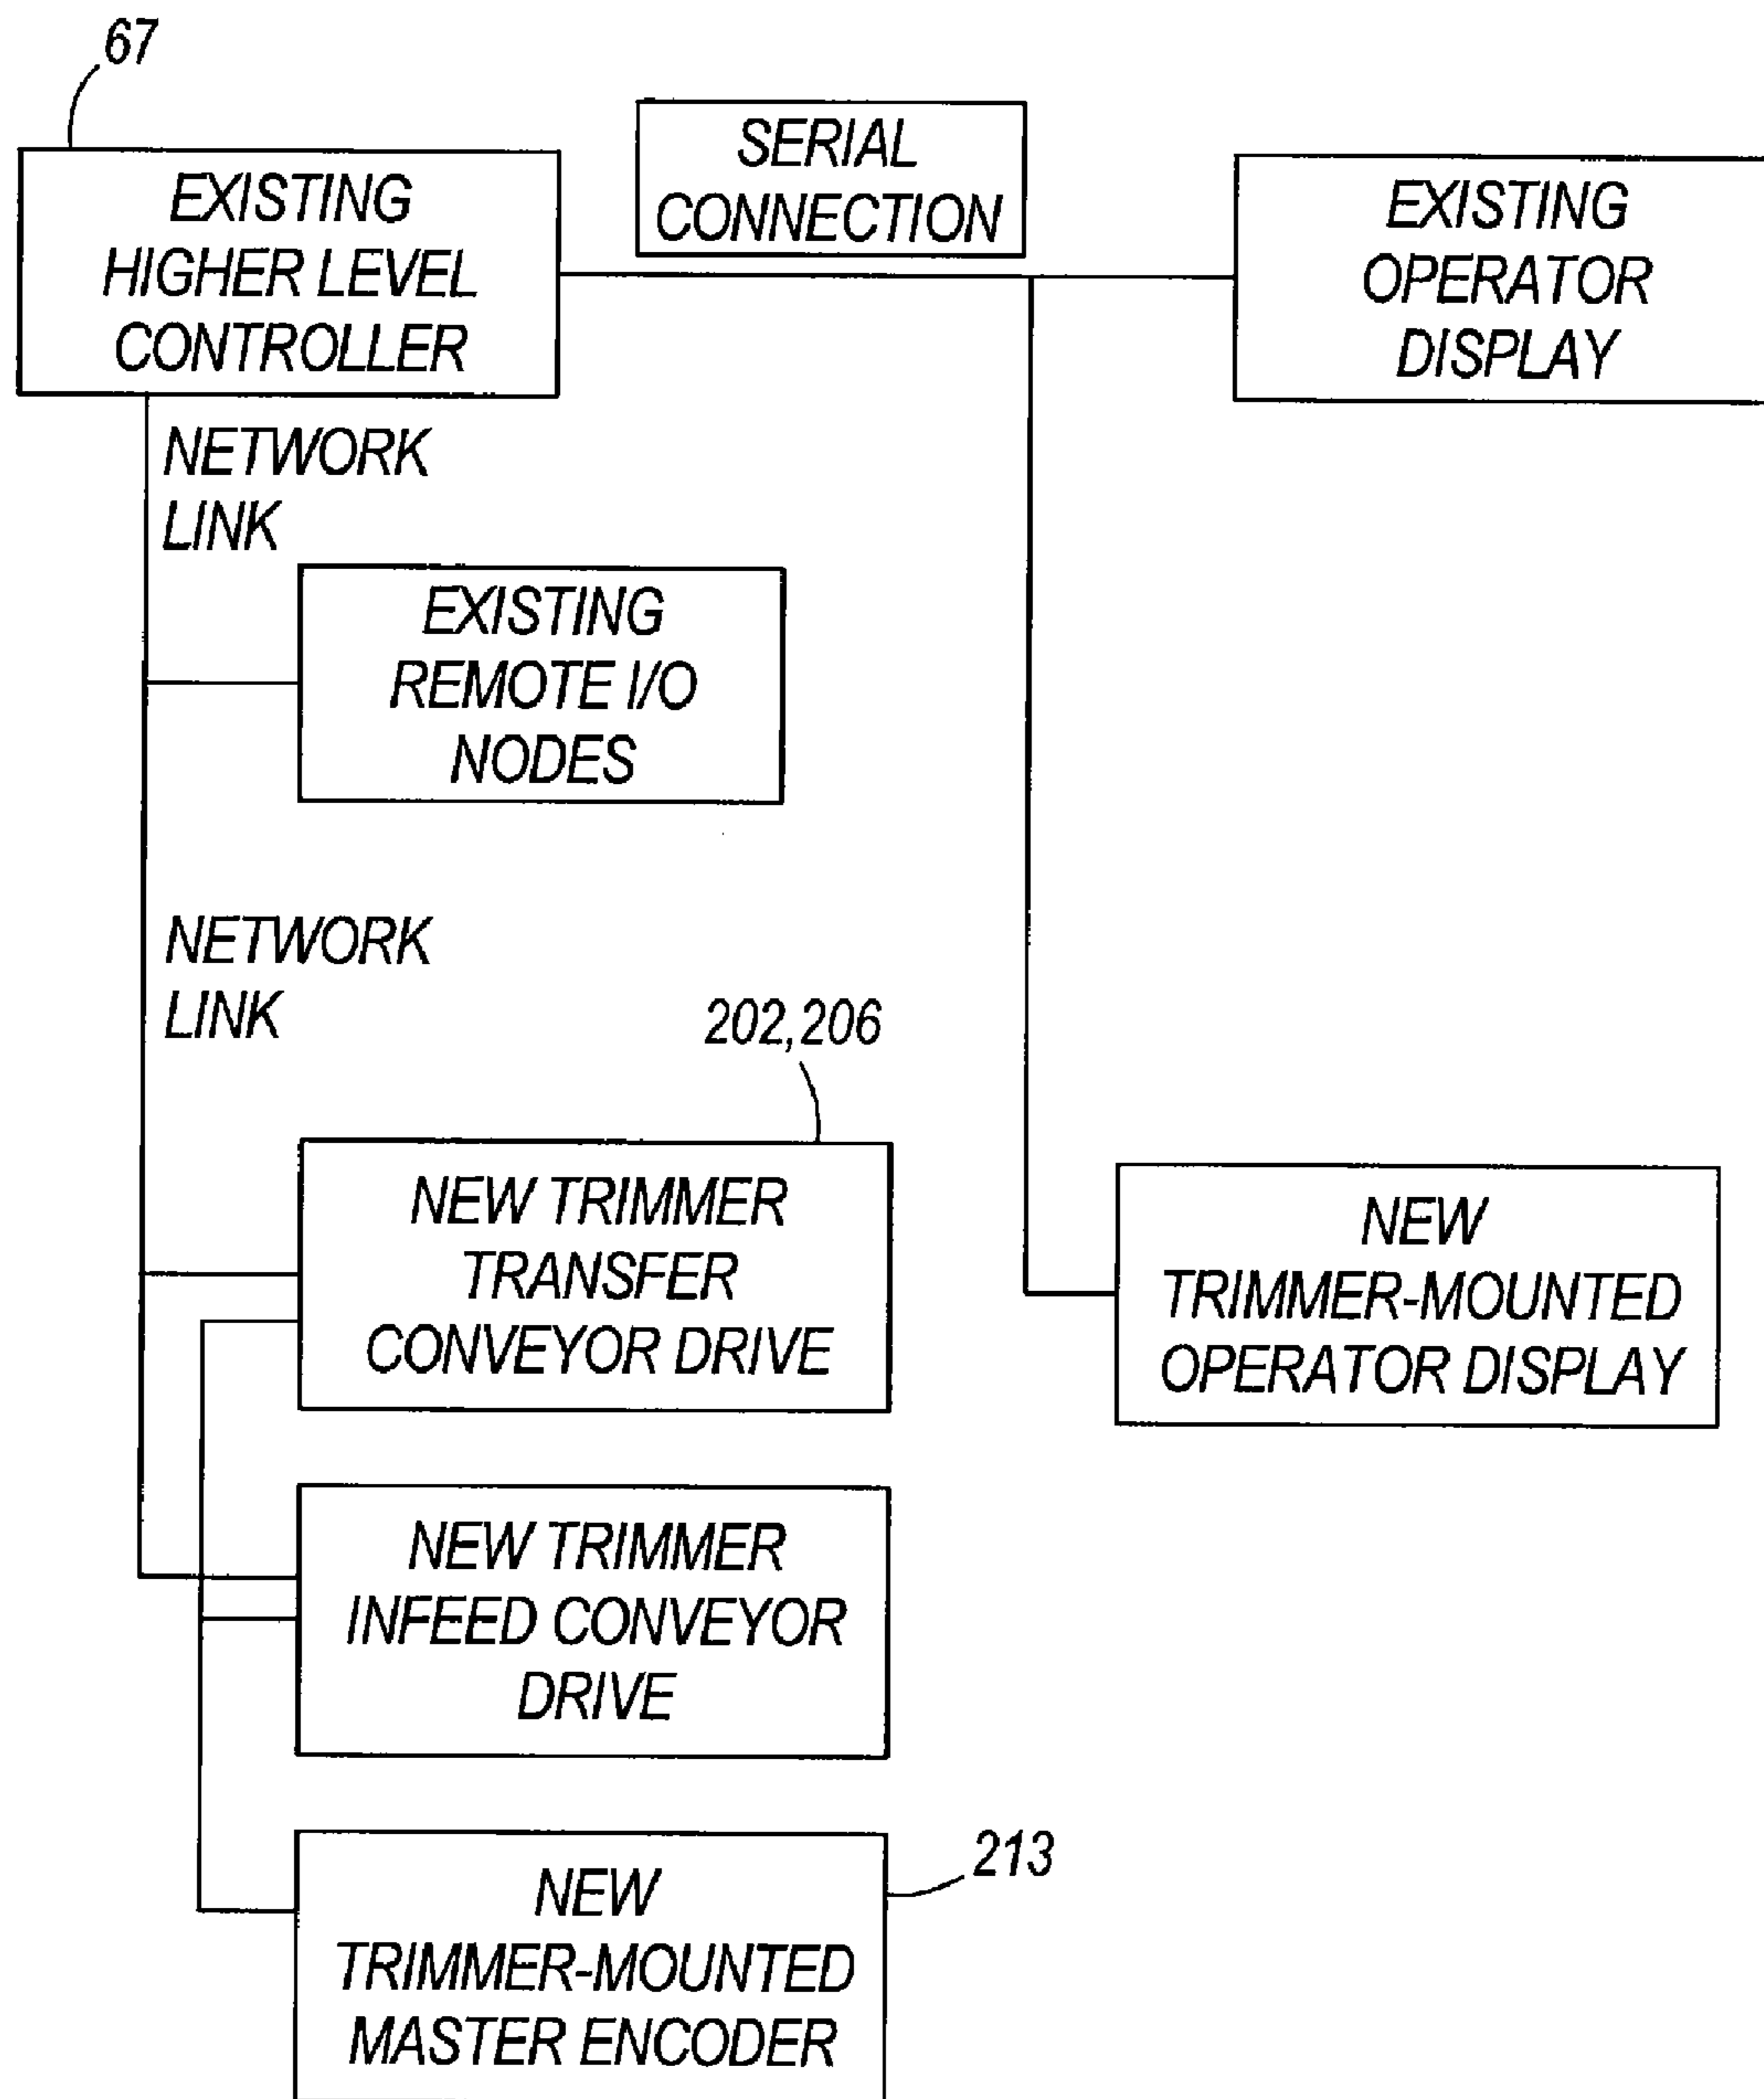 67
EXISTING
HIGHER LEVEL
CONTROLLER
SERIAL
CONNECTION
EXISTING
OPERATOR
DISPLAY
NETWORK
LINK
EXISTING
REMOTE I/O
NODES
NETWORK
LINK
202,206
NEW TRIMMER
TRANSFER
CONVEYOR DRIVE
NEW
TRIMMER-MOUNTED
OPERATOR DISPLAY
NEW TRIMMER
INFEED CONVEYOR
DRIVE
213
NEW
TRIMMER-MOUNTED
MASTER ENCODER